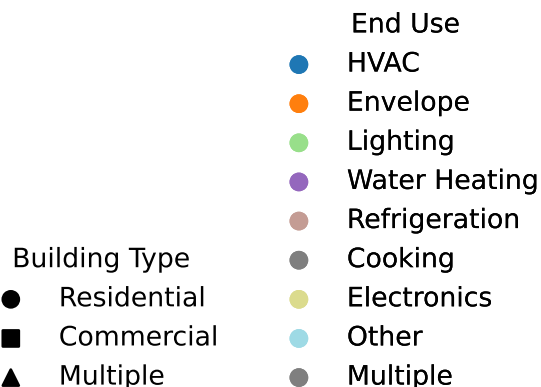 End Use
HVAC
Envelope
Lighting
Water Heating
Refrigeration
Cooking
Electronics
Other
Multiple
Building Type
Residential
Commercial
Multiple